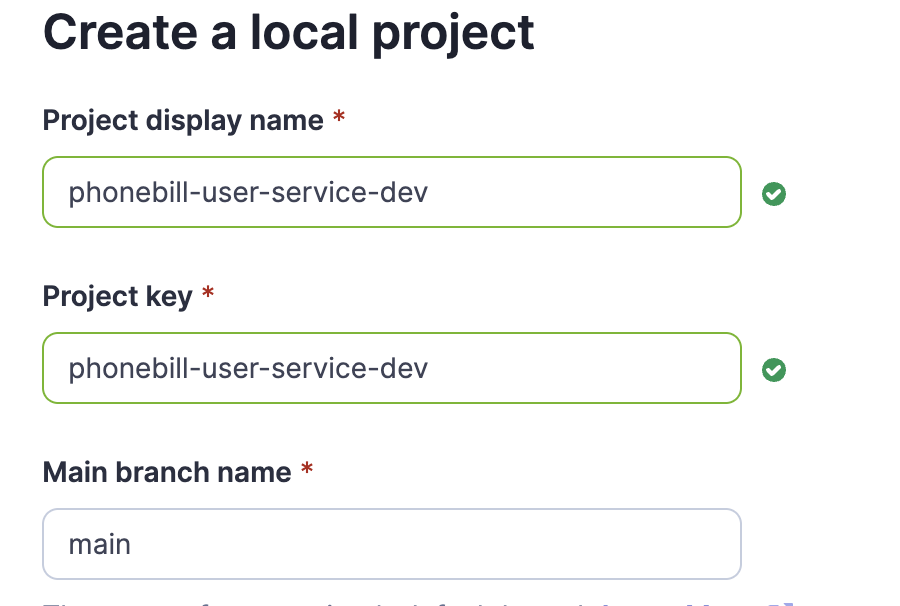 Create a local project
Project display name *
phonebill-user-service-dev
Project key *
phonebill-user-service-dev
Main branch name *
main